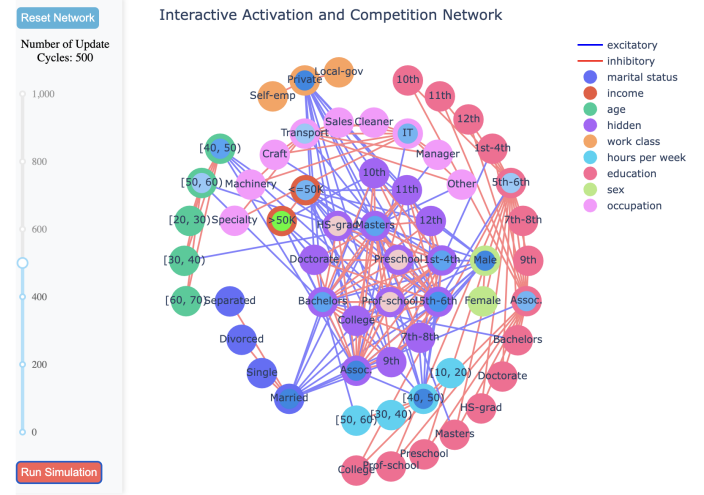 Reset Network
Number of Update
Cycles: 500
1,000
800
600
400
200
0
Run Simulation
Interactive Activation and Competition Network
excitatory
inhibitory
marital status
income
age
hidden
work class
hours per week
education
sex
occupation
Local-gov
Private
Self-emp
10th
11th
12th
1st-4th
5th-6th
7th-8th
9th
Assoc.
Bachelors
Doctorate
HS-grad
Masters
Preschool
Prof-school
College
Sales
Cleaner
Transport
IT
Craft
Manager
Machinery
Other
Specialty
[40, 50)
[50, 60)
[20, 30)
[30, 40)
[60, 70)
<=50K
>50K
10th
11th
HS-grad
Masters
12th
Doctorate
Preschool
1st-4th
Bachelors
Prof-school
5th-6th
College
7th-8th
Assoc.
9th
Male
Female
Separated
Divorced
Single
Married
[10, 20)
[40, 50)
[30, 40)
[50, 60)